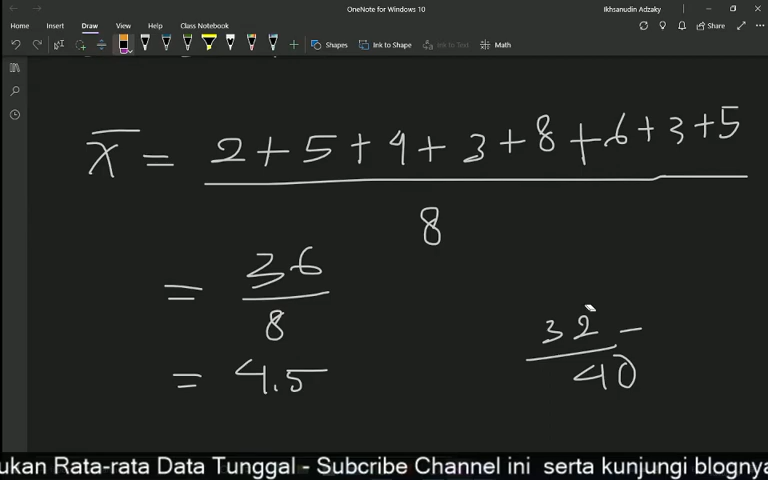 OneNote for Windows 10
Ikhsanudin Adzaky
Home Insert Draw View Help Class Notebook
Share
Shapes Ink to Shape Ink to Text Math
x̄ = 2+5+4+3+8+6+3+5
8
= 36
8
= 4.5
32 −
40
ukan Rata-rata Data Tunggal - Subcribe Channel ini serta kunjungi blognya